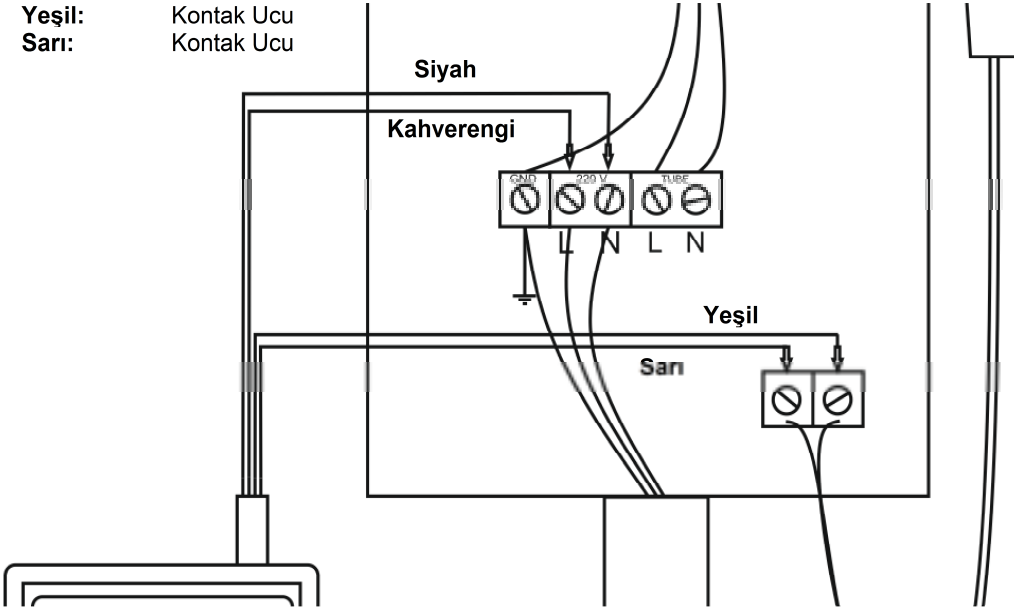 Yeşil: Kontak Ucu
Sarı: Kontak Ucu
Siyah
Kahverengi
GND 220 V TUBE
L N L N
Yeşil
Sarı